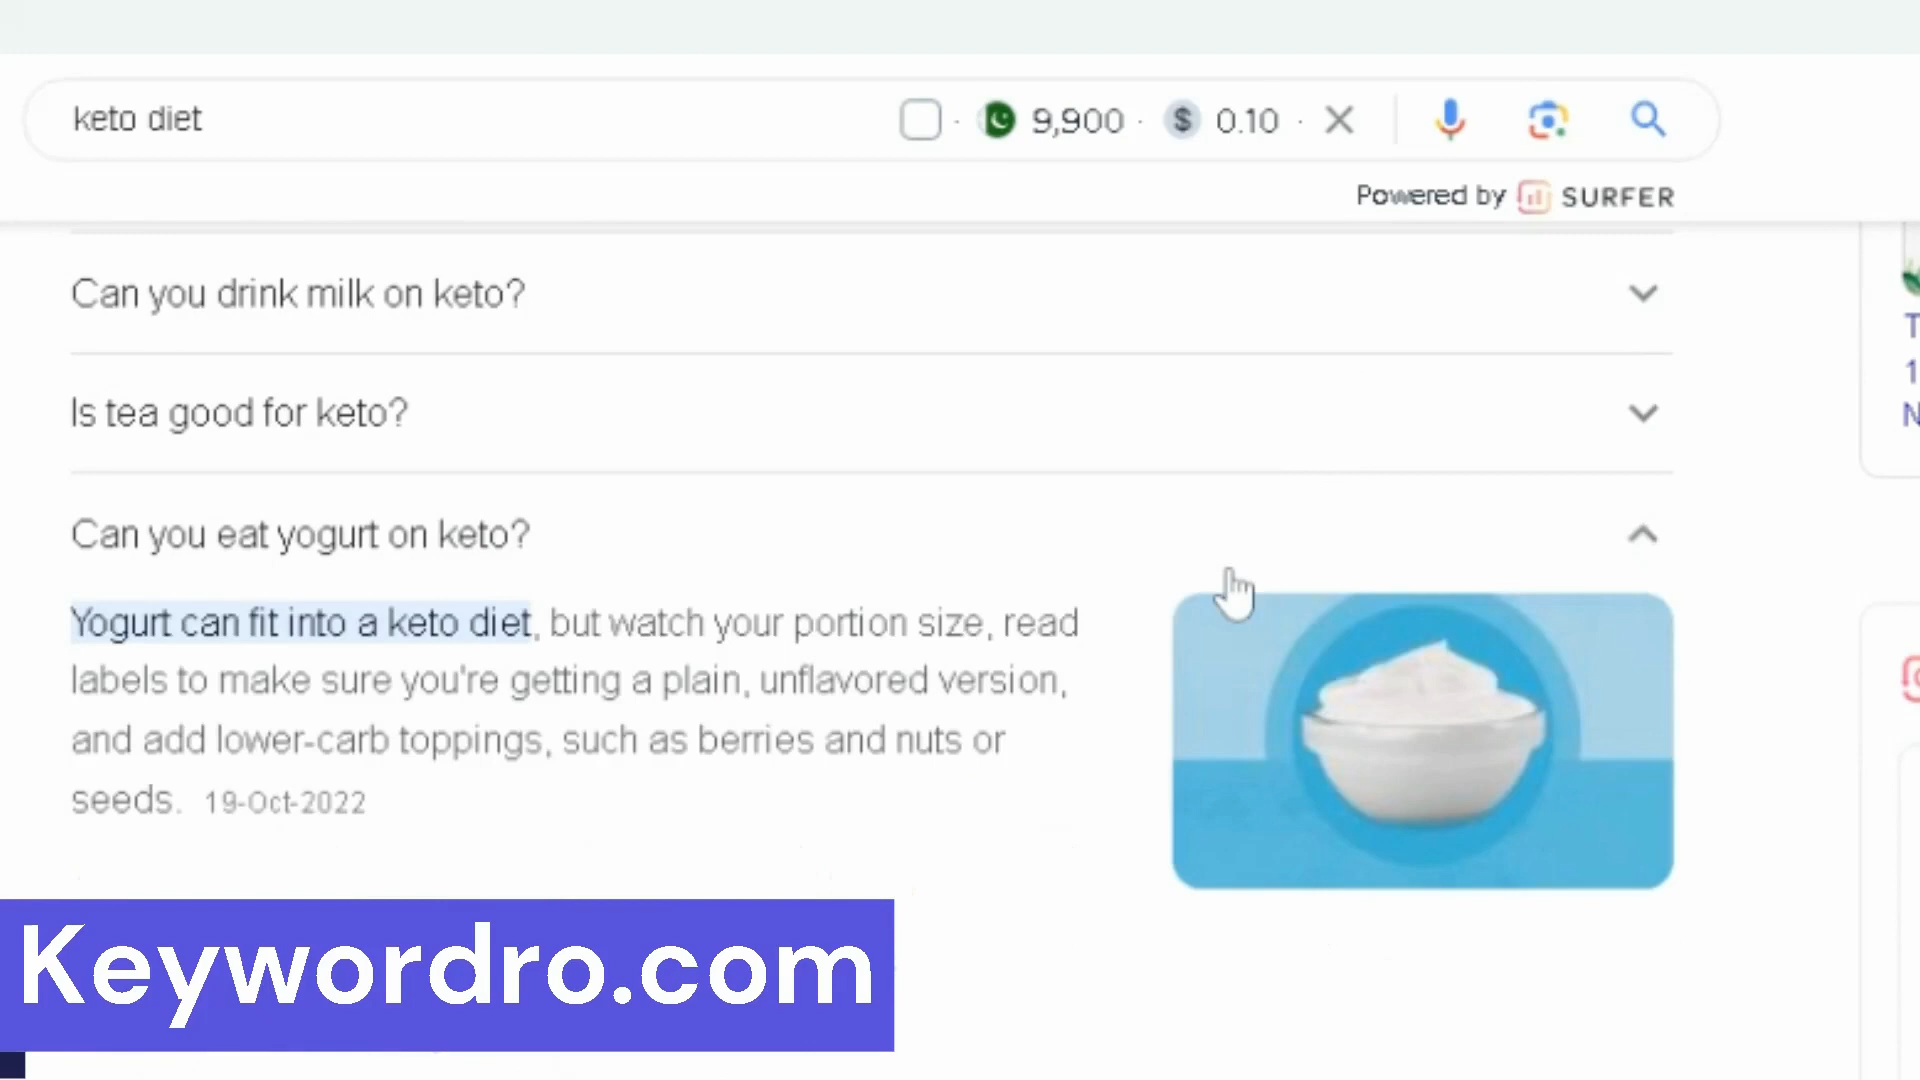 keto diet
· 9,900 · $ 0.10 ·
Powered by SURFER
Can you drink milk on keto?
Is tea good for keto?
Can you eat yogurt on keto?
Yogurt can fit into a keto diet, but watch your portion size, read
labels to make sure you're getting a plain, unflavored version,
and add lower-carb toppings, such as berries and nuts or
seeds. 19-Oct-2022
T
1
N
Keywordro.com